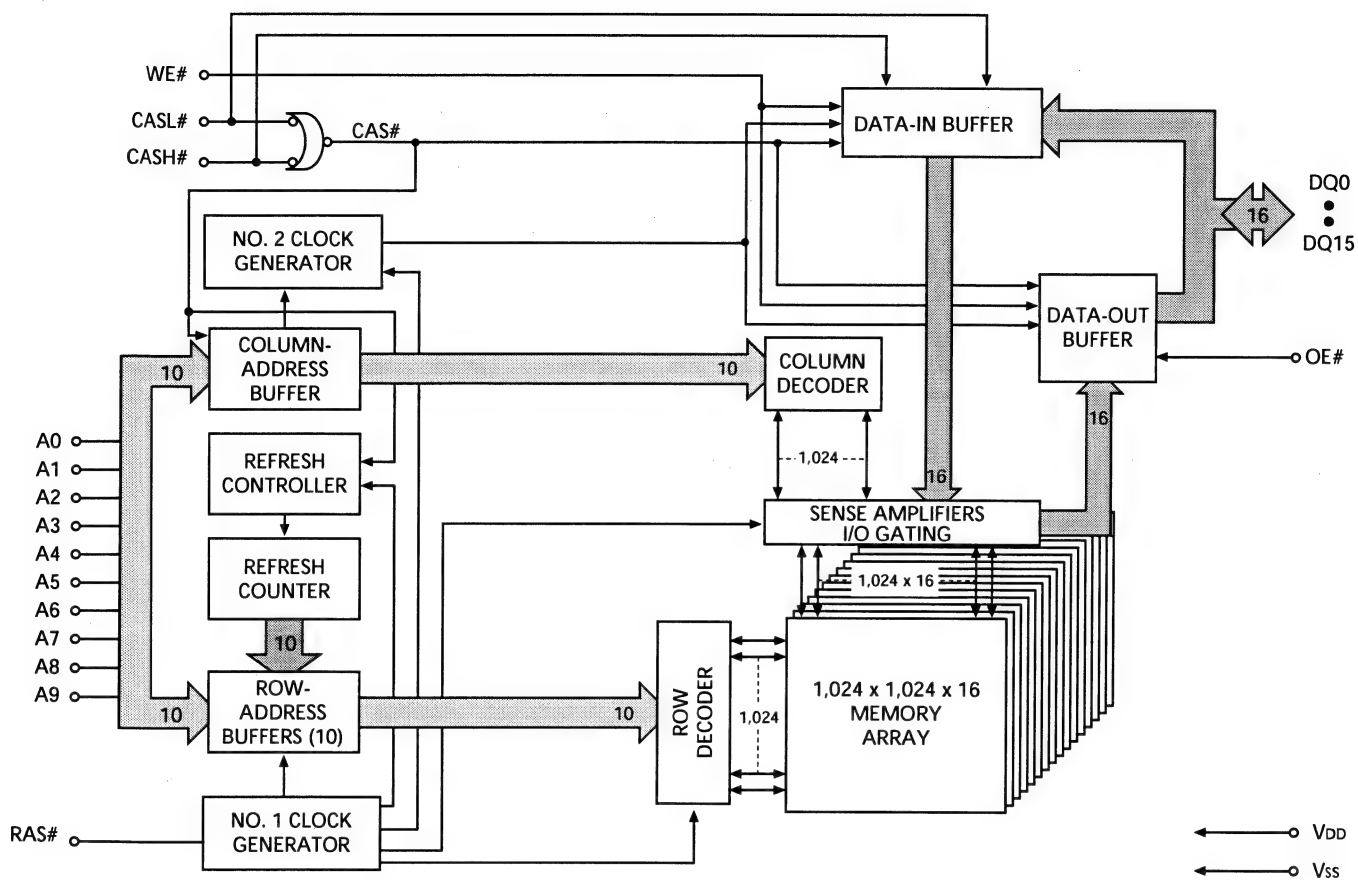 WE#
CASL#
CASH#
CAS#
DATA-IN BUFFER
DQ0
16
DQ15
NO. 2 CLOCK
GENERATOR
DATA-OUT
BUFFER
OE#
10
COLUMN-
ADDRESS
BUFFER
10
COLUMN
DECODER
16
A0
A1
A2
A3
A4
A5
A6
A7
A8
A9
REFRESH
CONTROLLER
1,024
16
SENSE AMPLIFIERS
I/O GATING
REFRESH
COUNTER
1,024 x 16
10
10
ROW-
ADDRESS
BUFFERS (10)
10
ROW
DECODER
1,024
1,024 x 1,024 x 16
MEMORY
ARRAY
RAS#
NO. 1 CLOCK
GENERATOR
VDD
VSS